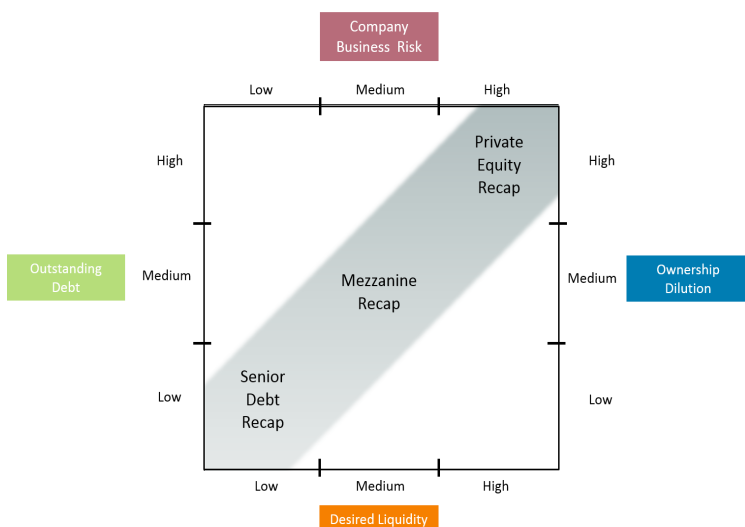 Company
Business Risk
Low
Medium
High
High
Private
Equity
Recap
High
Outstanding
Debt
Medium
Mezzanine
Recap
Medium
Ownership
Dilution
Low
Senior
Debt
Recap
Low
Low
Medium
High
Desired Liquidity